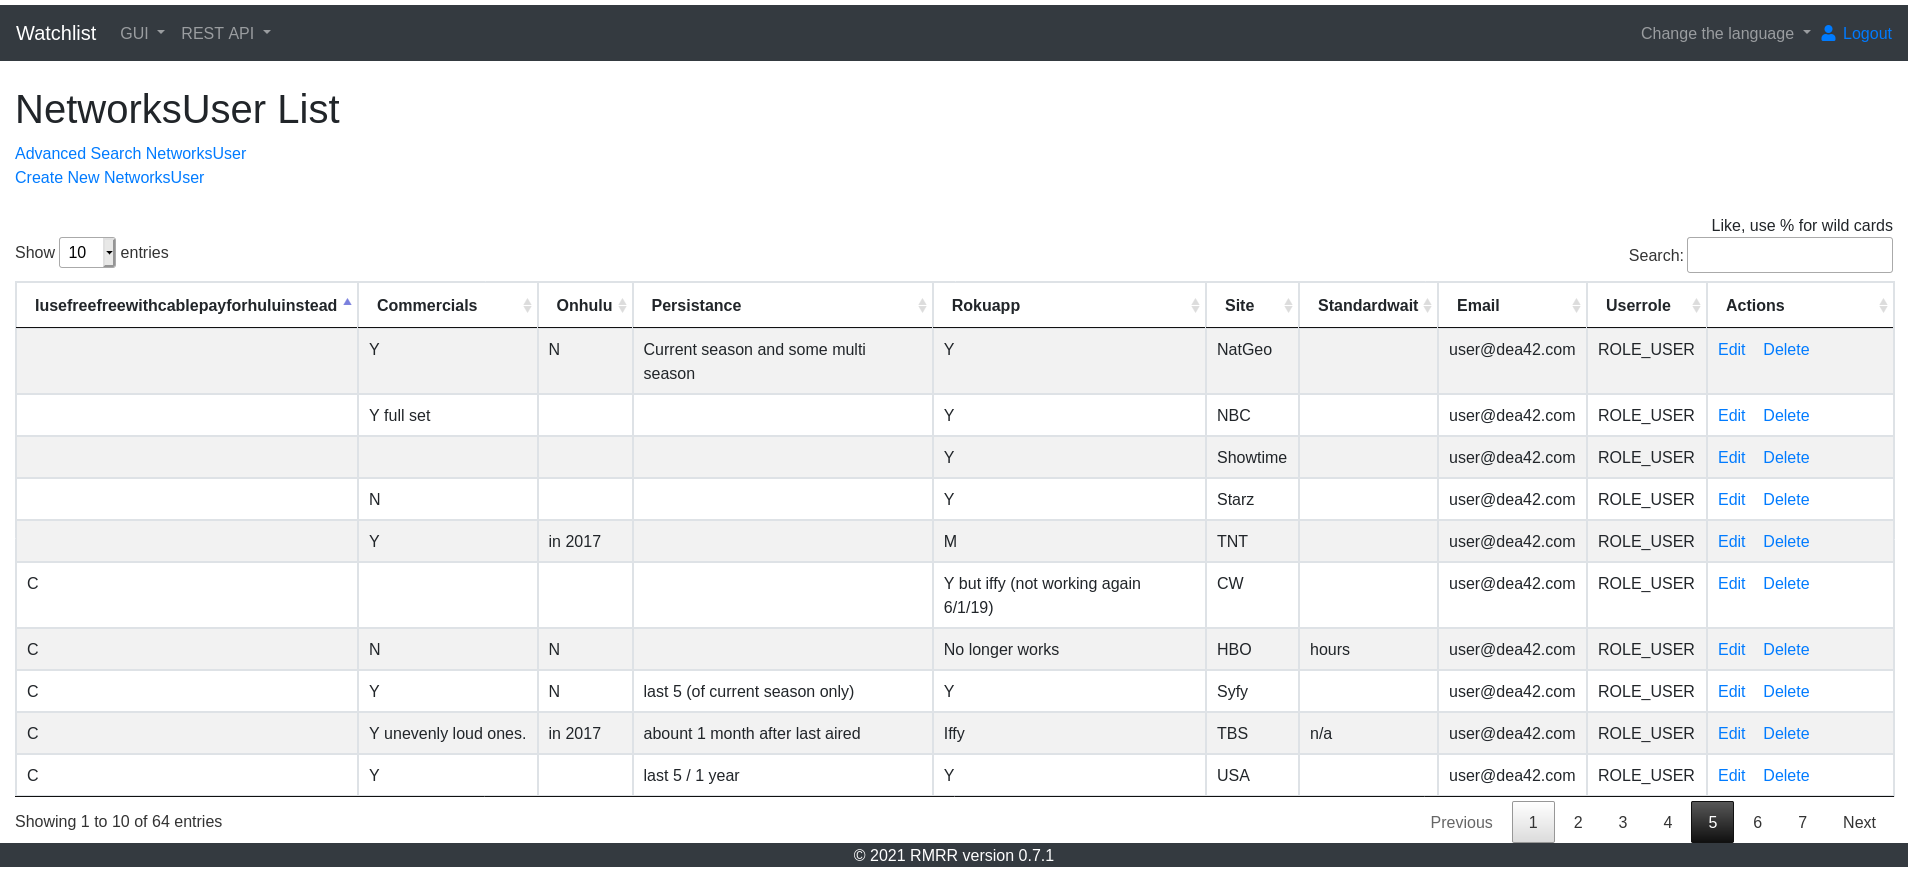 Watchlist GUI REST API Change the language Logout
NetworksUser List
Advanced Search NetworksUser
Create New NetworksUser
Like, use % for wild cards
Show 10 entries Search:
Iusefreefreewithcablepayforhuluinstead Commercials Onhulu Persistance Rokuapp Site Standardwait Email Userrole Actions
Y N Current season and some multi season Y NatGeo user@dea42.com ROLE_USER Edit Delete
Y full set Y NBC user@dea42.com ROLE_USER Edit Delete
Y Showtime user@dea42.com ROLE_USER Edit Delete
N Y Starz user@dea42.com ROLE_USER Edit Delete
Y in 2017 M TNT user@dea42.com ROLE_USER Edit Delete
C Y but iffy (not working again 6/1/19) CW user@dea42.com ROLE_USER Edit Delete
C N N No longer works HBO hours user@dea42.com ROLE_USER Edit Delete
C Y N last 5 (of current season only) Y Syfy user@dea42.com ROLE_USER Edit Delete
C Y unevenly loud ones. in 2017 abount 1 month after last aired Iffy TBS n/a user@dea42.com ROLE_USER Edit Delete
C Y last 5 / 1 year Y USA user@dea42.com ROLE_USER Edit Delete
Showing 1 to 10 of 64 entries Previous 1 2 3 4 5 6 7 Next
© 2021 RMRR version 0.7.1